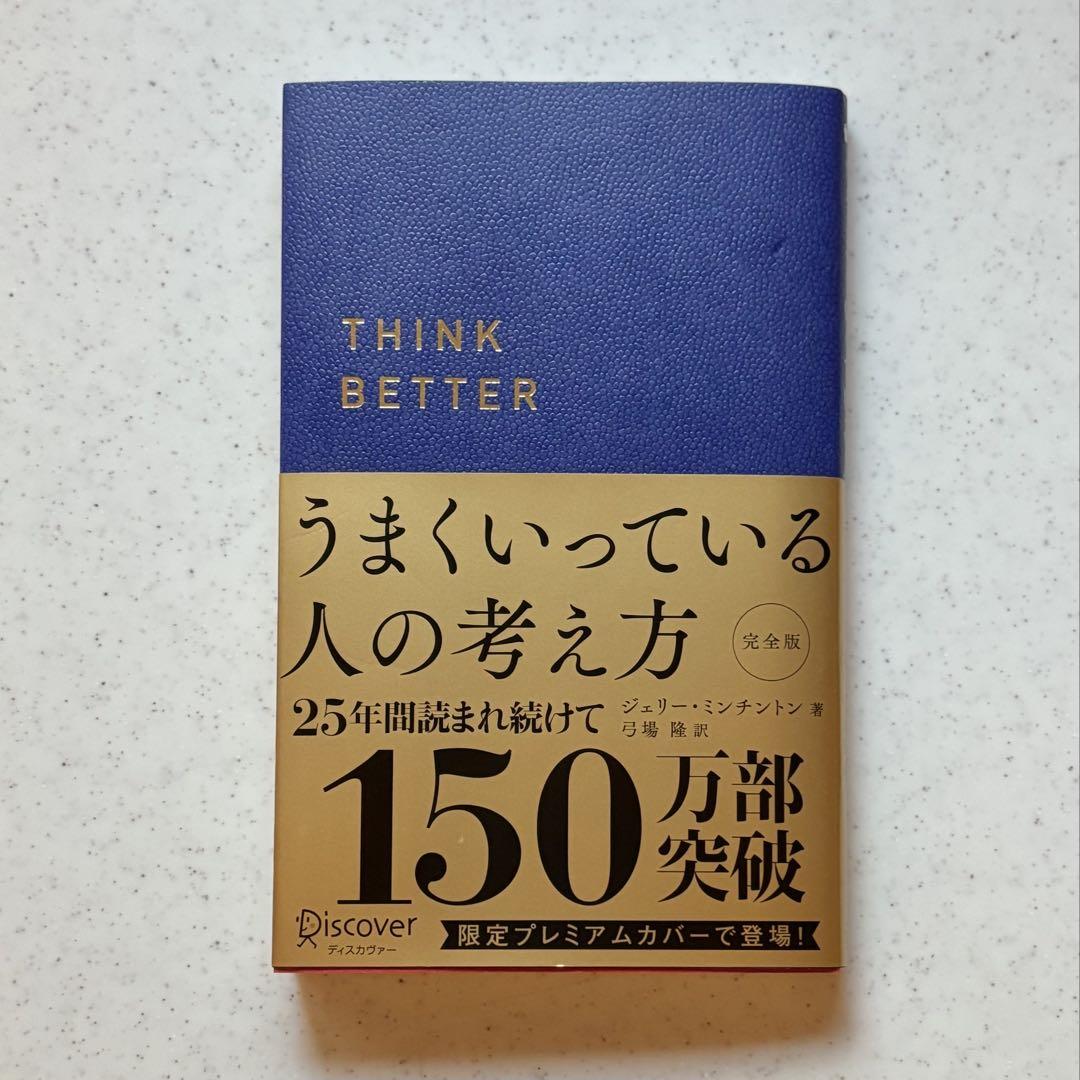 THINK
BETTER
うまくいっている
人の考え方
完全版
25年間読まれ続けて
ジェリー・ミンチントン 著
弓場 隆 訳
150万部
突破
Discover
ディスカヴァー
限定プレミアムカバーで登場!